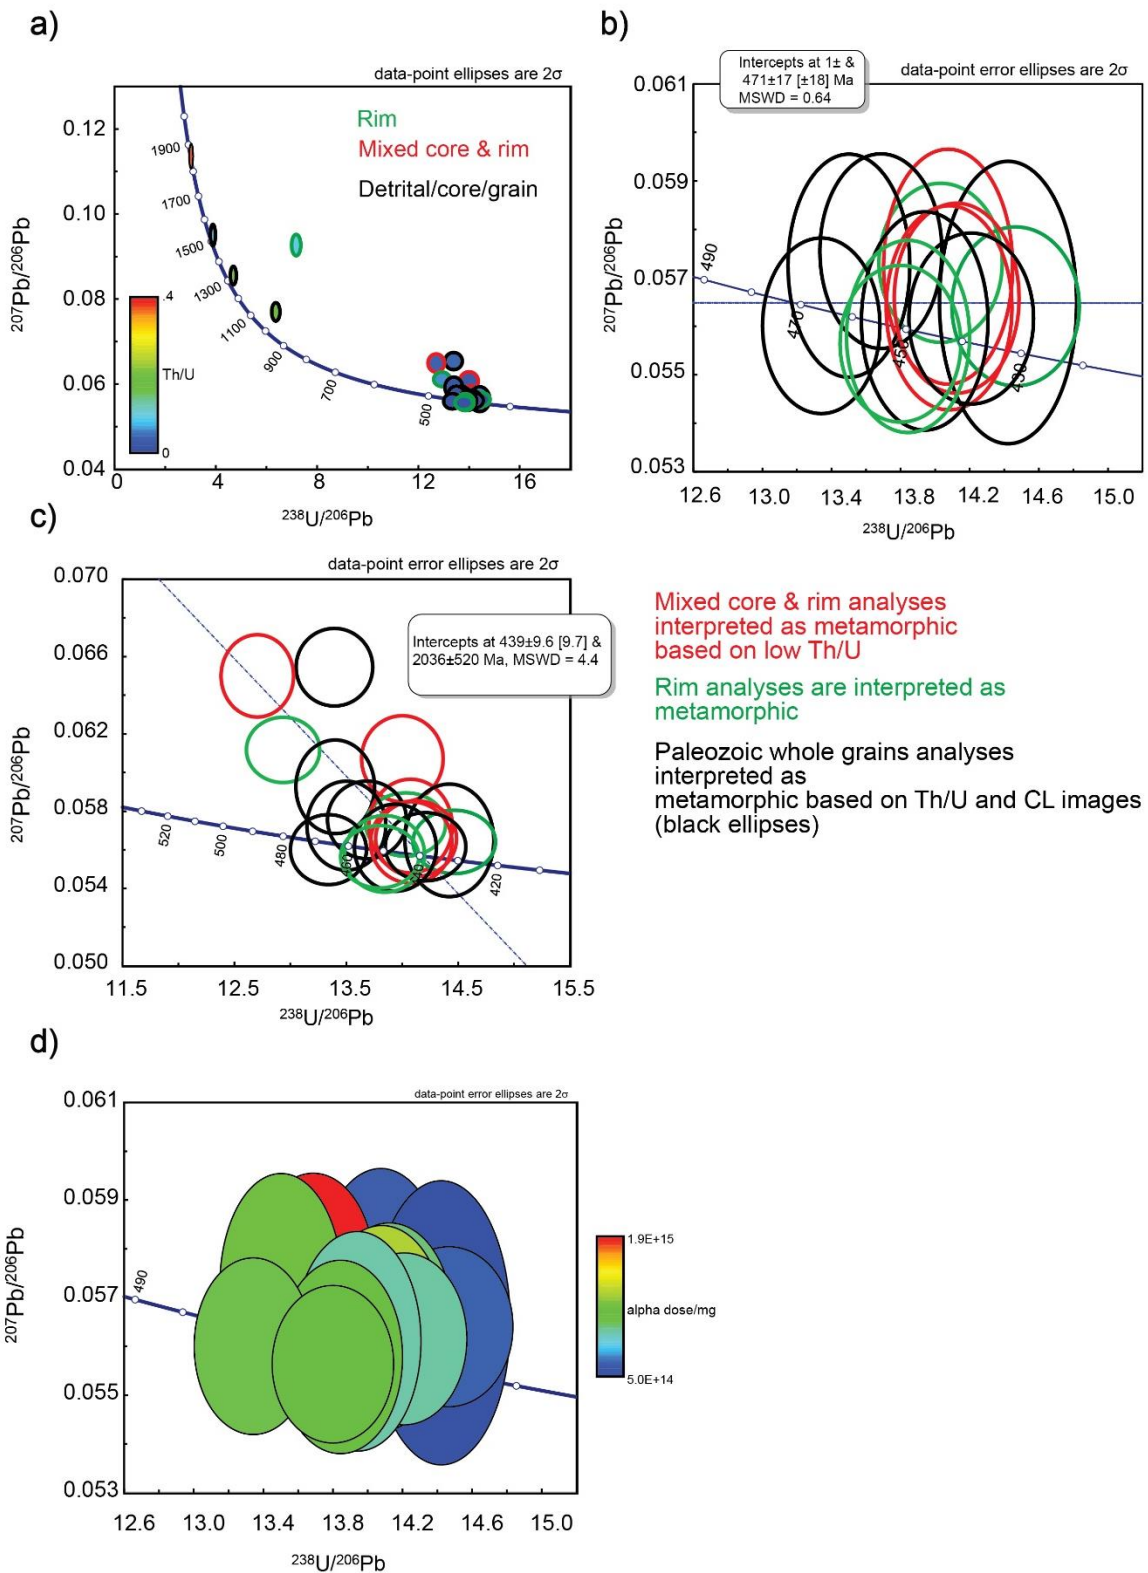 a)
data-point ellipses are 2σ
Rim
Mixed core & rim
Detrital/core/grain
0.12
0.10
0.08
0.06
0.04
207Pb/206Pb
1900
1700
1500
1300
1100
900
700
500
.4
Th/U
0
0 4 8 12 16
238U/206Pb
b)
Intercepts at 1± &
471±17 [±18] Ma
MSWD = 0.64
data-point error ellipses are 2σ
0.061
0.059
0.057
0.055
0.053
207Pb/206Pb
490
470
450
430
12.6 13.0 13.4 13.8 14.2 14.6 15.0
238U/206Pb
c)
data-point error ellipses are 2σ
Intercepts at 439±9.6 [9.7] &
2036±520 Ma, MSWD = 4.4
0.070
0.066
0.062
0.058
0.054
0.050
207Pb/206Pb
520
500
480
460
440
420
11.5 12.5 13.5 14.5 15.5
238U/206Pb
Mixed core & rim analyses
interpreted as metamorphic
based on low Th/U
Rim analyses are interpreted as
metamorphic
Paleozoic whole grains analyses
interpreted as
metamorphic based on Th/U and CL images
(black ellipses)
d)
data-point error ellipses are 2σ
0.061
0.059
0.057
0.055
0.053
207Pb/206Pb
490
1.9E+15
alpha dose/mg
5.0E+14
12.6 13.0 13.4 13.8 14.2 14.6 15.0
238U/206Pb